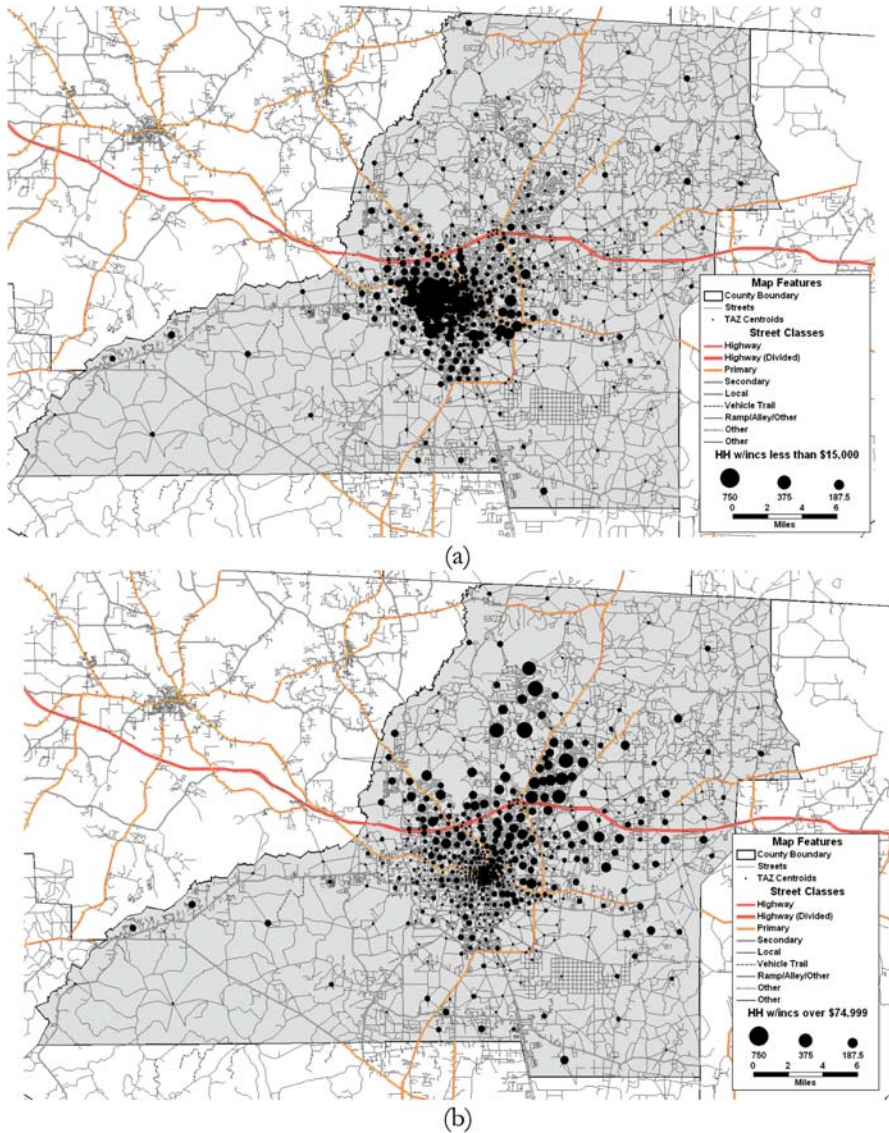 Map Features
County Boundary
Streets
TAZ Centroids
Street Classes
Highway
Highway (Divided)
Primary
Secondary
Local
Vehicle Trail
Ramp/Alley/Other
Other
Other
HH w/incs less than $15,000
750 375 187.5
0 2 4 6
Miles
(a)
Map Features
County Boundary
Streets
TAZ Centroids
Street Classes
Highway
Highway (Divided)
Primary
Secondary
Local
Vehicle Trail
Ramp/Alley/Other
Other
Other
HH w/incs over $74,999
750 375 187.5
0 2 4 6
Miles
(b)